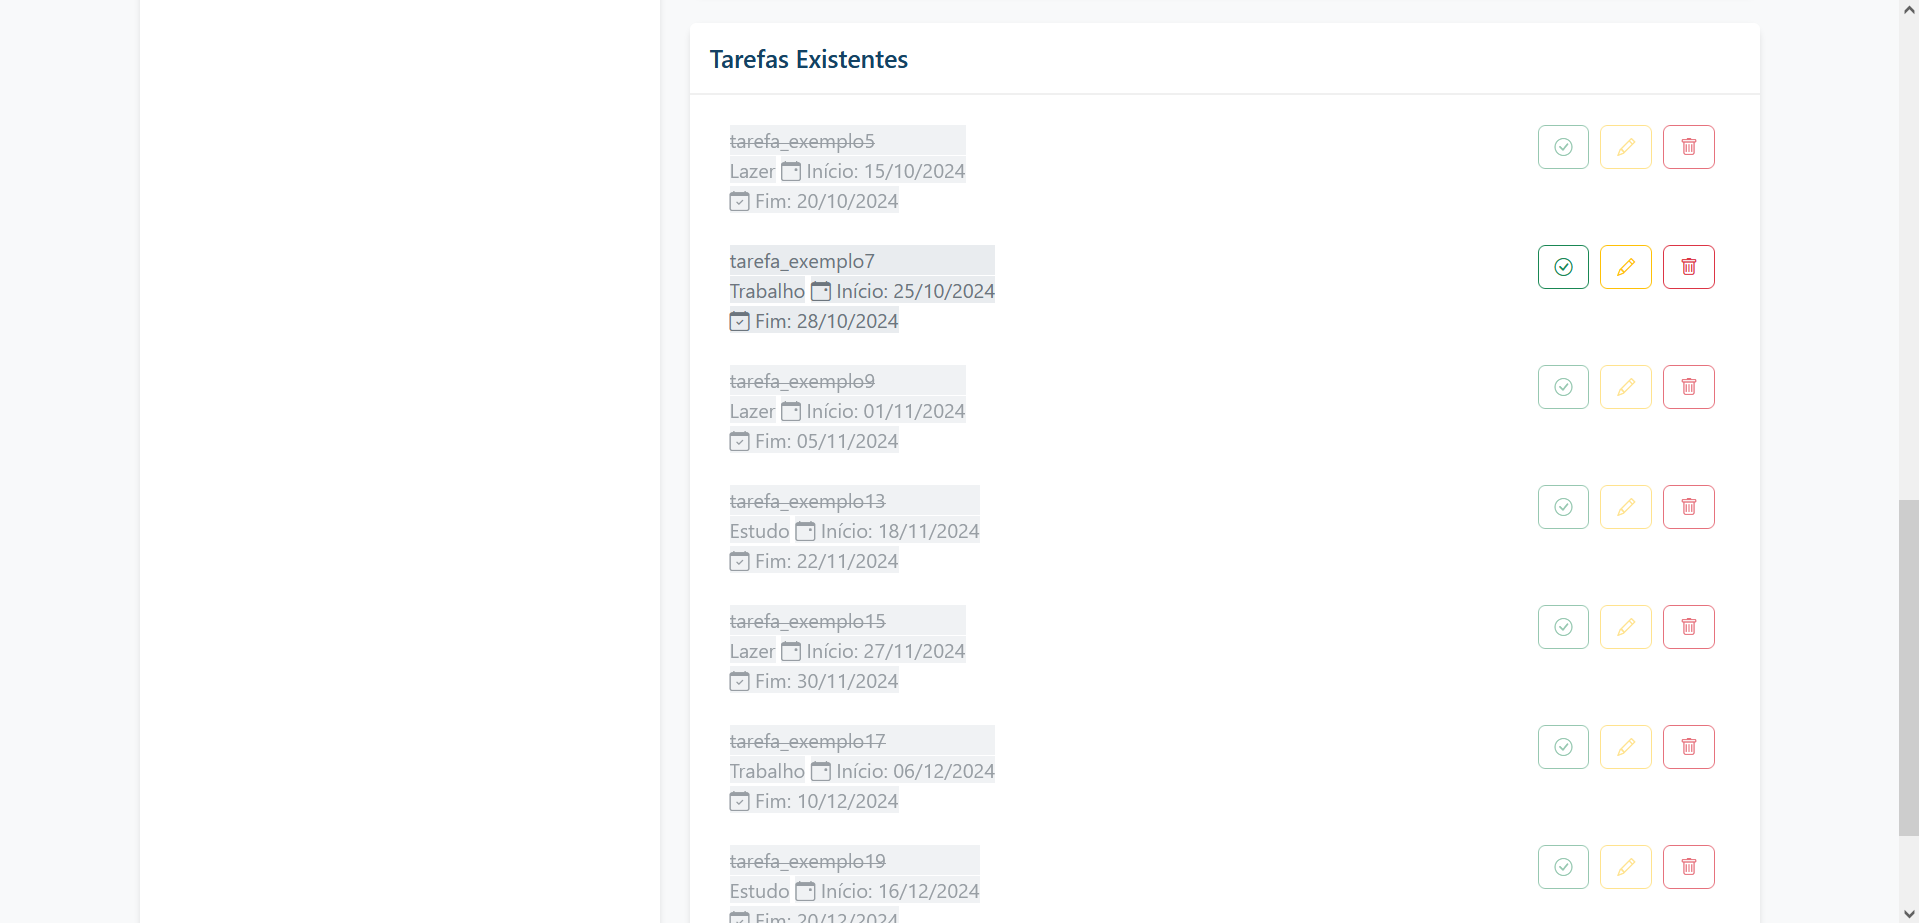 Tarefas Existentes
tarefa_exemplo5
Lazer Início: 15/10/2024
Fim: 20/10/2024
tarefa_exemplo7
Trabalho Início: 25/10/2024
Fim: 28/10/2024
tarefa_exemplo9
Lazer Início: 01/11/2024
Fim: 05/11/2024
tarefa_exemplo13
Estudo Início: 18/11/2024
Fim: 22/11/2024
tarefa_exemplo15
Lazer Início: 27/11/2024
Fim: 30/11/2024
tarefa_exemplo17
Trabalho Início: 06/12/2024
Fim: 10/12/2024
tarefa_exemplo19
Estudo Início: 16/12/2024
Fim: 20/12/2024